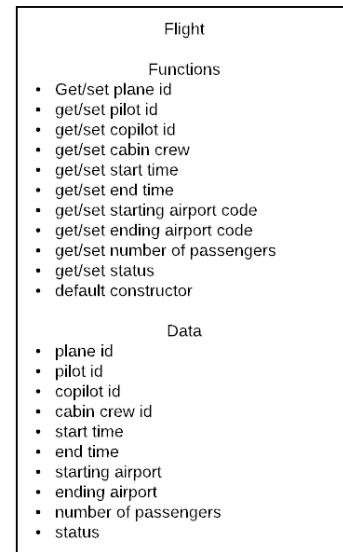 Flight
Functions
• Get/set plane id
• get/set pilot id
• get/set copilot id
• get/set cabin crew
• get/set start time
• get/set end time
• get/set starting airport code
• get/set ending airport code
• get/set number of passengers
• get/set status
• default constructor
Data
• plane id
• pilot id
• copilot id
• cabin crew id
• start time
• end time
• starting airport
• ending airport
• number of passengers
• status